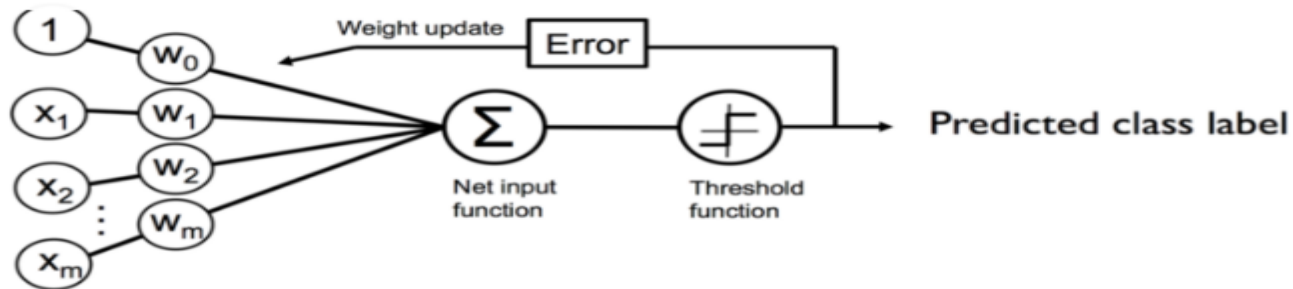 1
w0
Weight update
Error
x1
w1
Σ
Predicted class label
x2
w2
⋮
wm
xm
Net input
function
Threshold
function